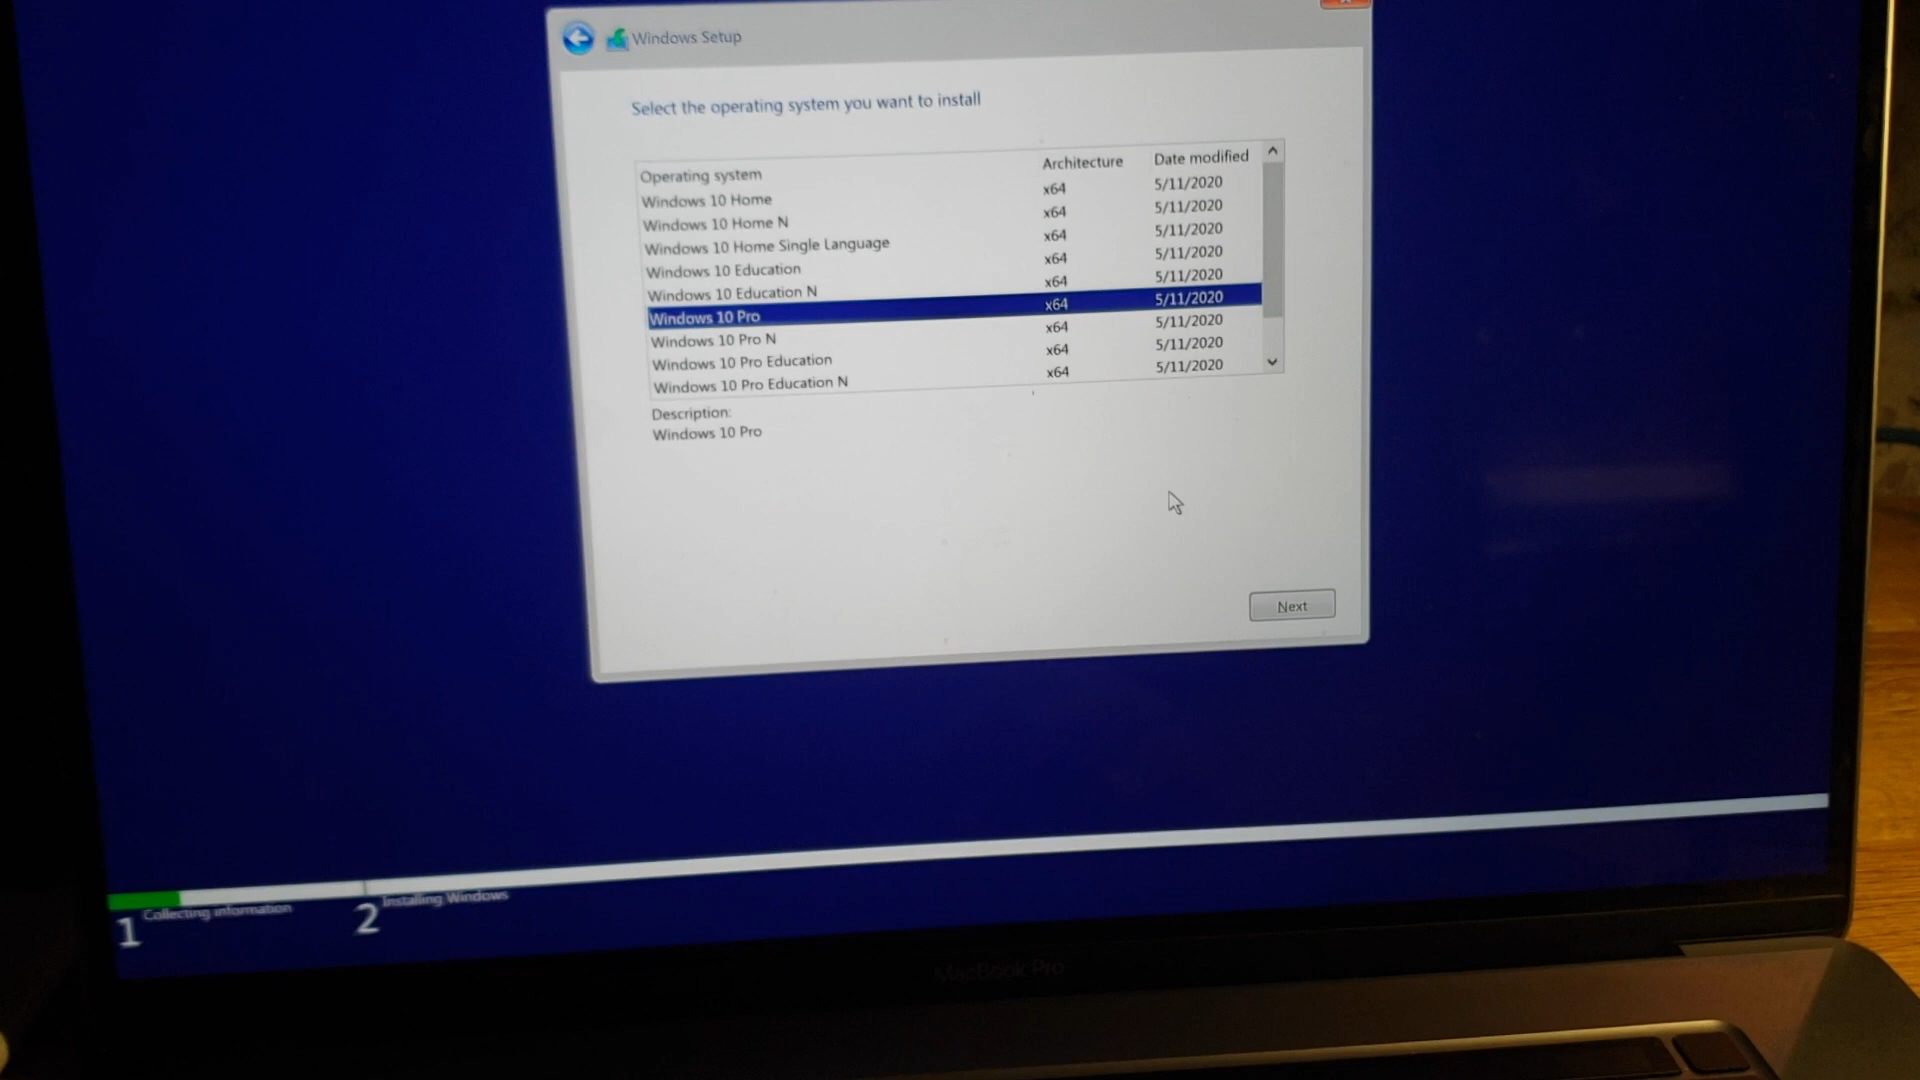 Windows Setup
Select the operating system you want to install
Operating system Architecture Date modified
Windows 10 Home x64 5/11/2020
Windows 10 Home N x64 5/11/2020
Windows 10 Home Single Language x64 5/11/2020
Windows 10 Education x64 5/11/2020
Windows 10 Education N x64 5/11/2020
Windows 10 Pro x64 5/11/2020
Windows 10 Pro N x64 5/11/2020
Windows 10 Pro Education x64 5/11/2020
Windows 10 Pro Education N x64 5/11/2020
Description:
Windows 10 Pro
Next
1 Collecting information 2 Installing Windows
MacBook Pro